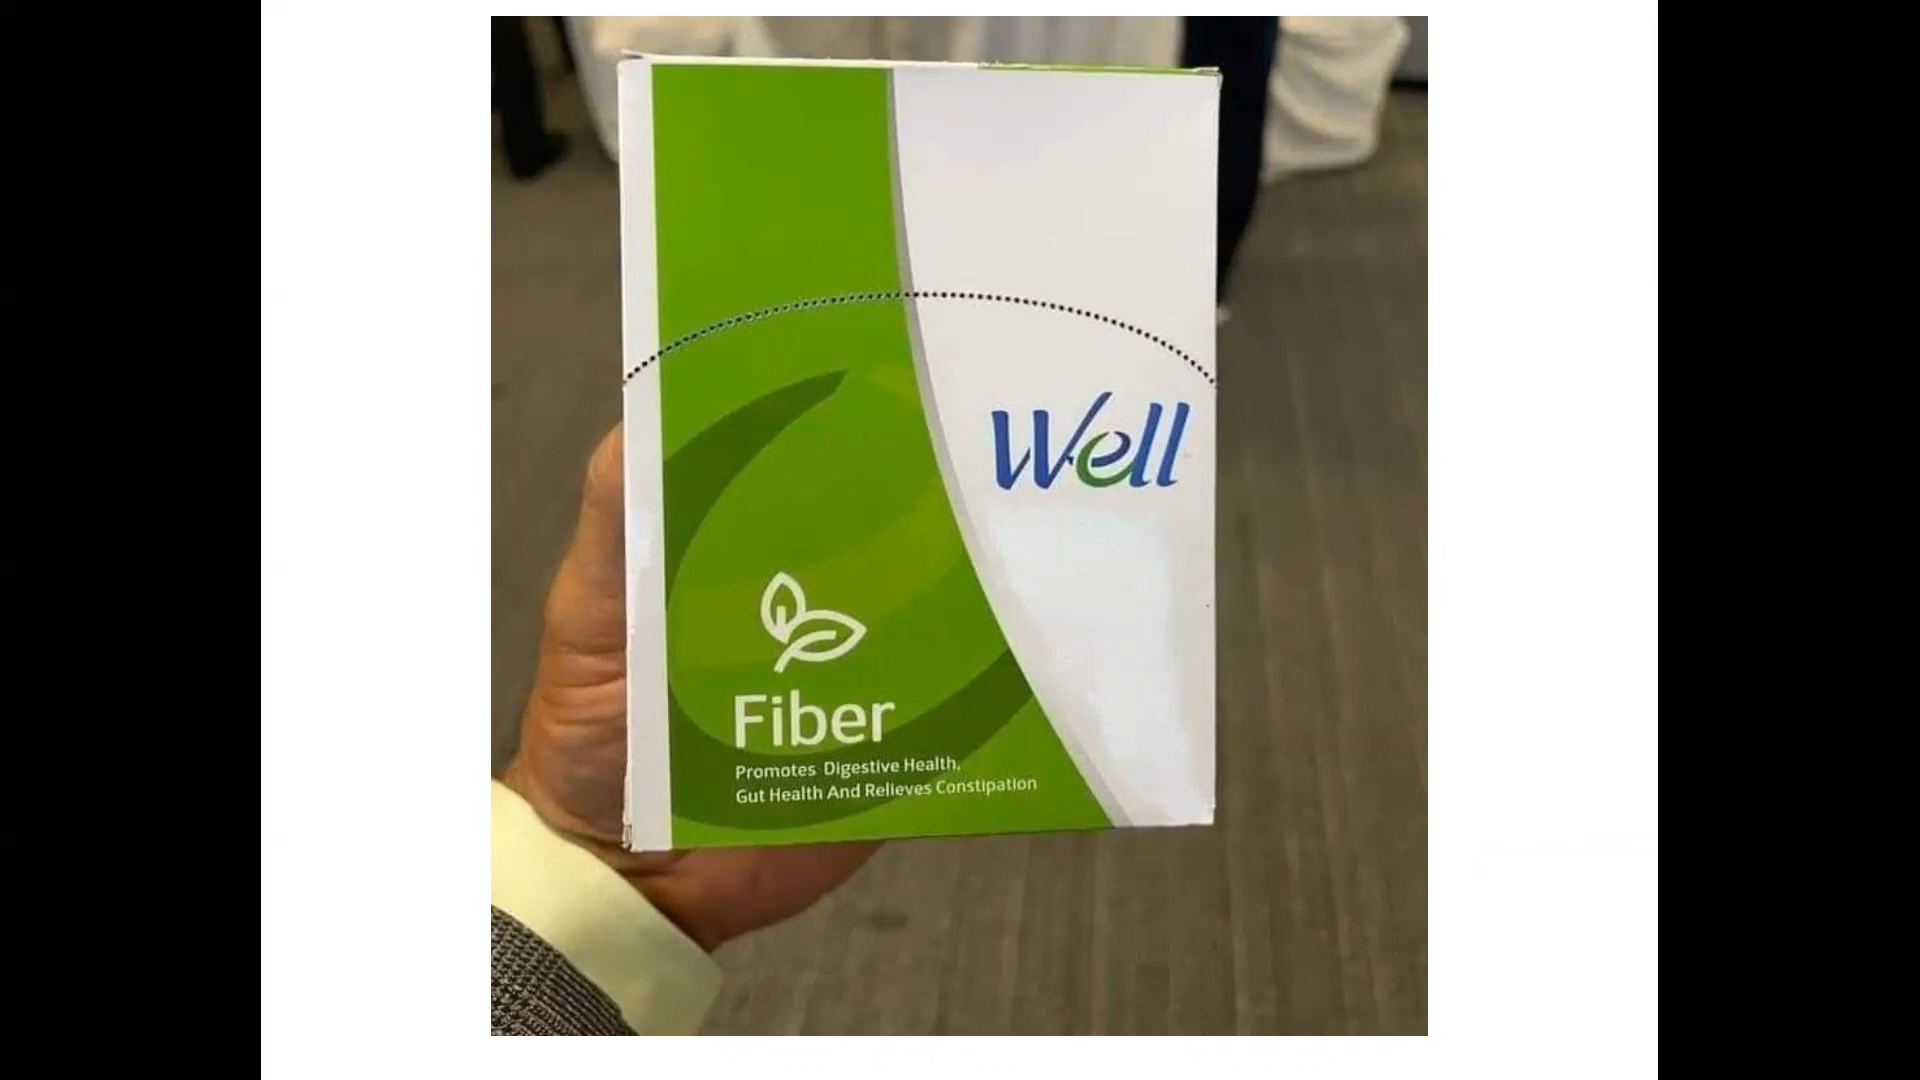 Well
Fiber
Promotes Digestive Health,
Gut Health And Relieves Constipation